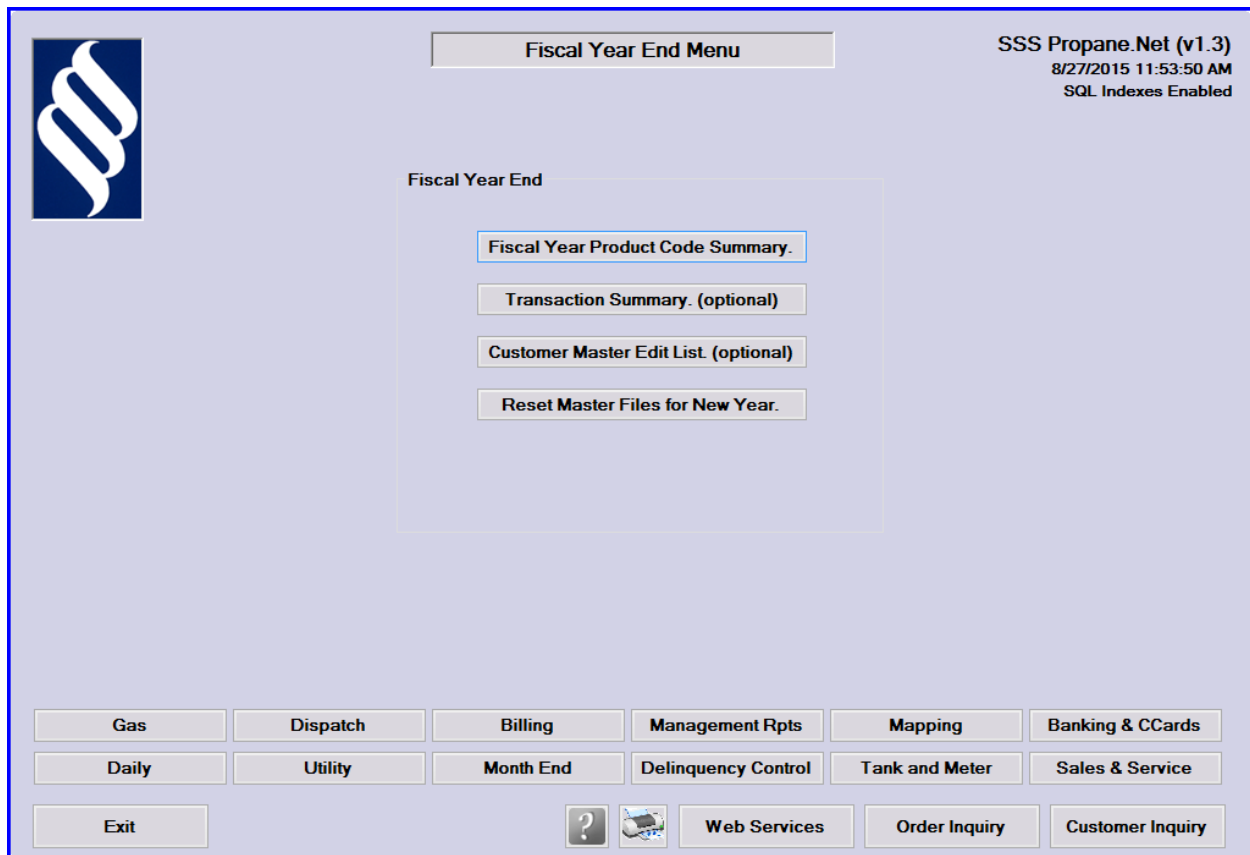 Fiscal Year End Menu
SSS Propane.Net (v1.3)
8/27/2015 11:53:50 AM
SQL Indexes Enabled
Fiscal Year End
Fiscal Year Product Code Summary.
Transaction Summary. (optional)
Customer Master Edit List. (optional)
Reset Master Files for New Year.
Gas Dispatch Billing Management Rpts Mapping Banking & CCards
Daily Utility Month End Delinquency Control Tank and Meter Sales & Service
Exit ? Web Services Order Inquiry Customer Inquiry